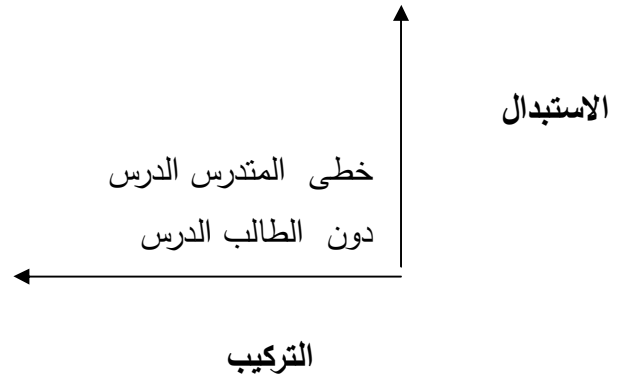 الاستبدال
خطى المتدرس الدرس
دون الطالب الدرس
التركيب